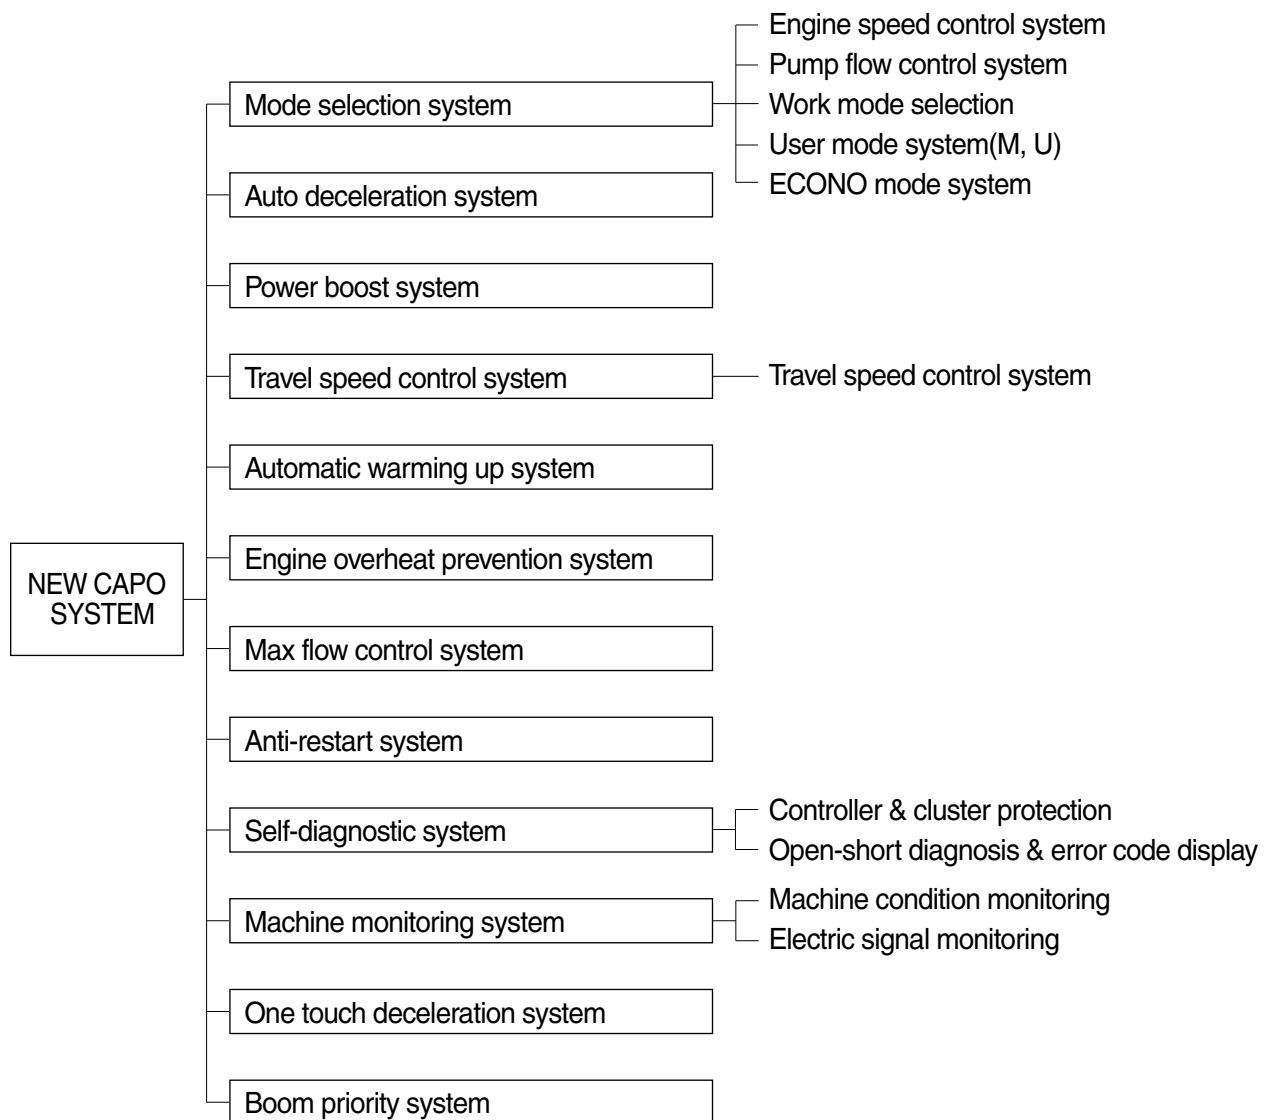 Engine speed control system
Pump flow control system
Mode selection system
Work mode selection
User mode system(M, U)
ECONO mode system
Auto deceleration system
Power boost system
Travel speed control system
Travel speed control system
Automatic warming up system
Engine overheat prevention system
NEW CAPO
SYSTEM
Max flow control system
Anti-restart system
Self-diagnostic system
Controller & cluster protection
Open-short diagnosis & error code display
Machine monitoring system
Machine condition monitoring
Electric signal monitoring
One touch deceleration system
Boom priority system